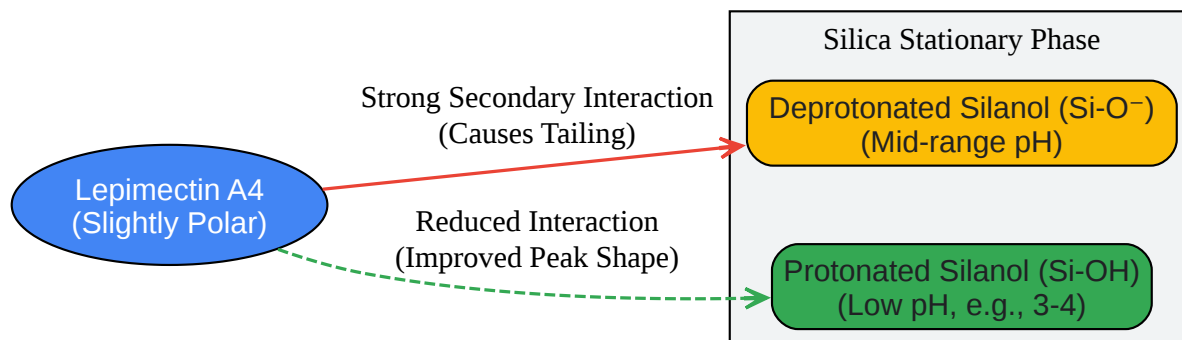 Silica Stationary Phase
Strong Secondary Interaction
(Causes Tailing)
Deprotonated Silanol (Si-O⁻)
(Mid-range pH)
Lepimectin A4
(Slightly Polar)
Reduced Interaction
(Improved Peak Shape)
Protonated Silanol (Si-OH)
(Low pH, e.g., 3-4)